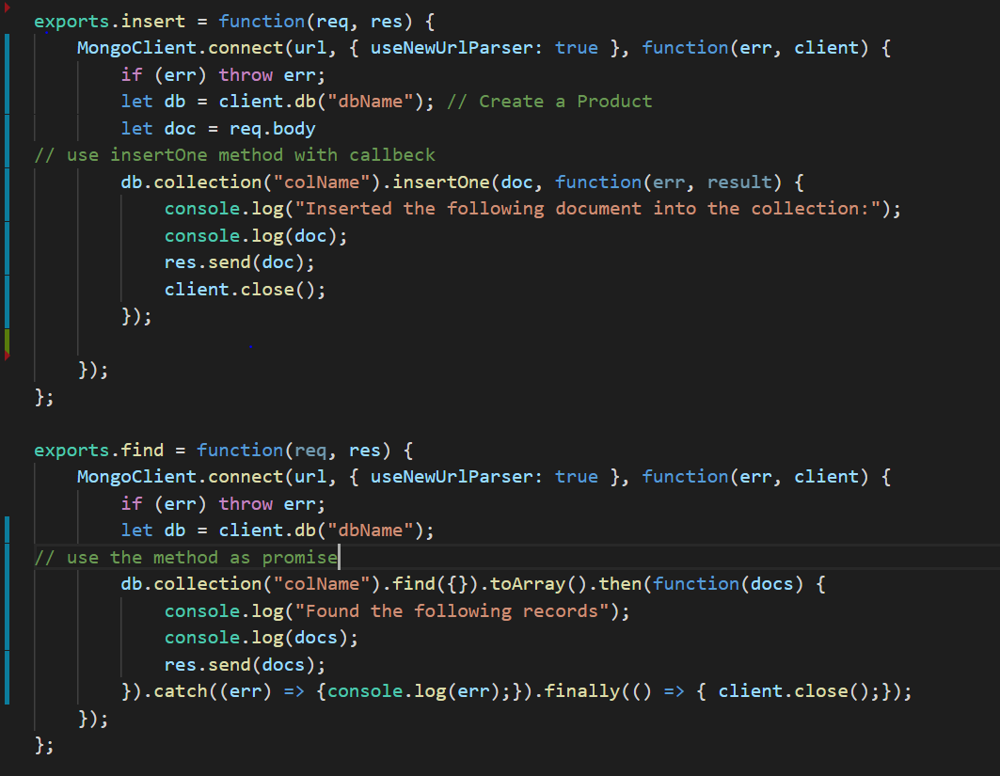 exports.insert = function(req, res) {
MongoClient.connect(url, { useNewUrlParser: true }, function(err, client) {
if (err) throw err;
let db = client.db("dbName"); // Create a Product
let doc = req.body
// use insertOne method with callbeck
db.collection("colName").insertOne(doc, function(err, result) {
console.log("Inserted the following document into the collection:");
console.log(doc);
res.send(doc);
client.close();
});
});
};
exports.find = function(req, res) {
MongoClient.connect(url, { useNewUrlParser: true }, function(err, client) {
if (err) throw err;
let db = client.db("dbName");
// use the method as promise
db.collection("colName").find({}).toArray().then(function(docs) {
console.log("Found the following records");
console.log(docs);
res.send(docs);
}).catch((err) => {console.log(err);}).finally(() => { client.close();});
});
};